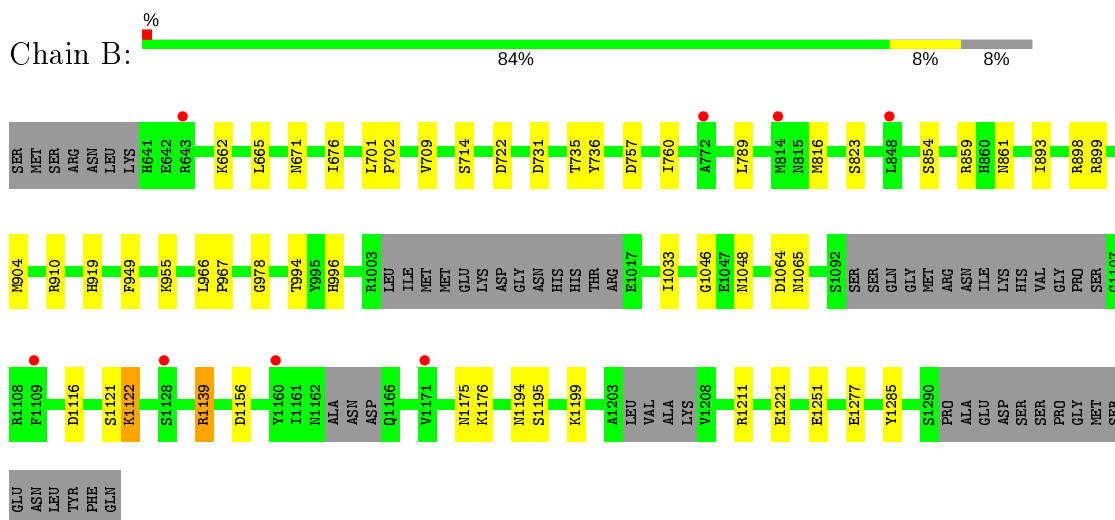 %
Chain B:
84% 8% 8%
SER MET SER ARG ASN LEU LYS H641 E642 R643 K662 L665 N671 I676 L701 P702 V709 S714 D722 D731 T735 Y736 D757 I760 A772 L789 M814 N815 M816 S823 L848 S854 R859 H860 N861 I893 R898 R899
M904 R910 H919 F949 K955 L966 P967 G978 T994 Y995 H996 R1003 LEU ILE MET MET GLU LYS ASP GLY ASN HIS HIS THR ARG E1017 I1033 G1046 E1047 N1048 D1064 N1065 S1092 SER SER GLN GLY MET ARG ASN ILE LYS HIS VAL GLY PRO SER G1107
R1108 F1109 D1116 S1121 K1122 S1128 R1139 D1156 Y1160 I1161 N1162 ALA ASN ASP Q1166 V1171 N1175 K1176 N1194 S1195 K1199 A1203 LEU VAL ALA LYS V1208 R1211 E1221 E1251 E1277 Y1285 S1290 PRO ALA GLU ASP SER SER PRO GLY MET SER
GLU ASN LEU TYR PHE GLN